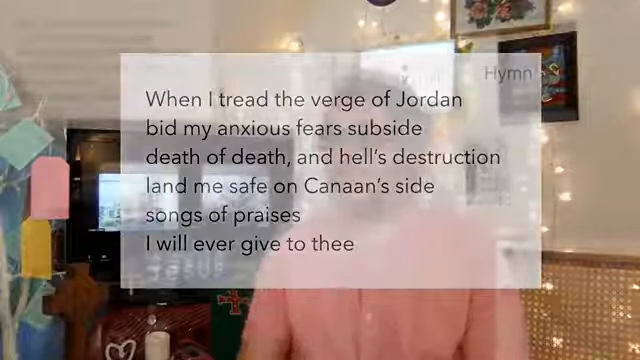 Hymn
When I tread the verge of Jordan
bid my anxious fears subside
death of death, and hell's destruction
land me safe on Canaan's side
songs of praises
I will ever give to thee
Jesus